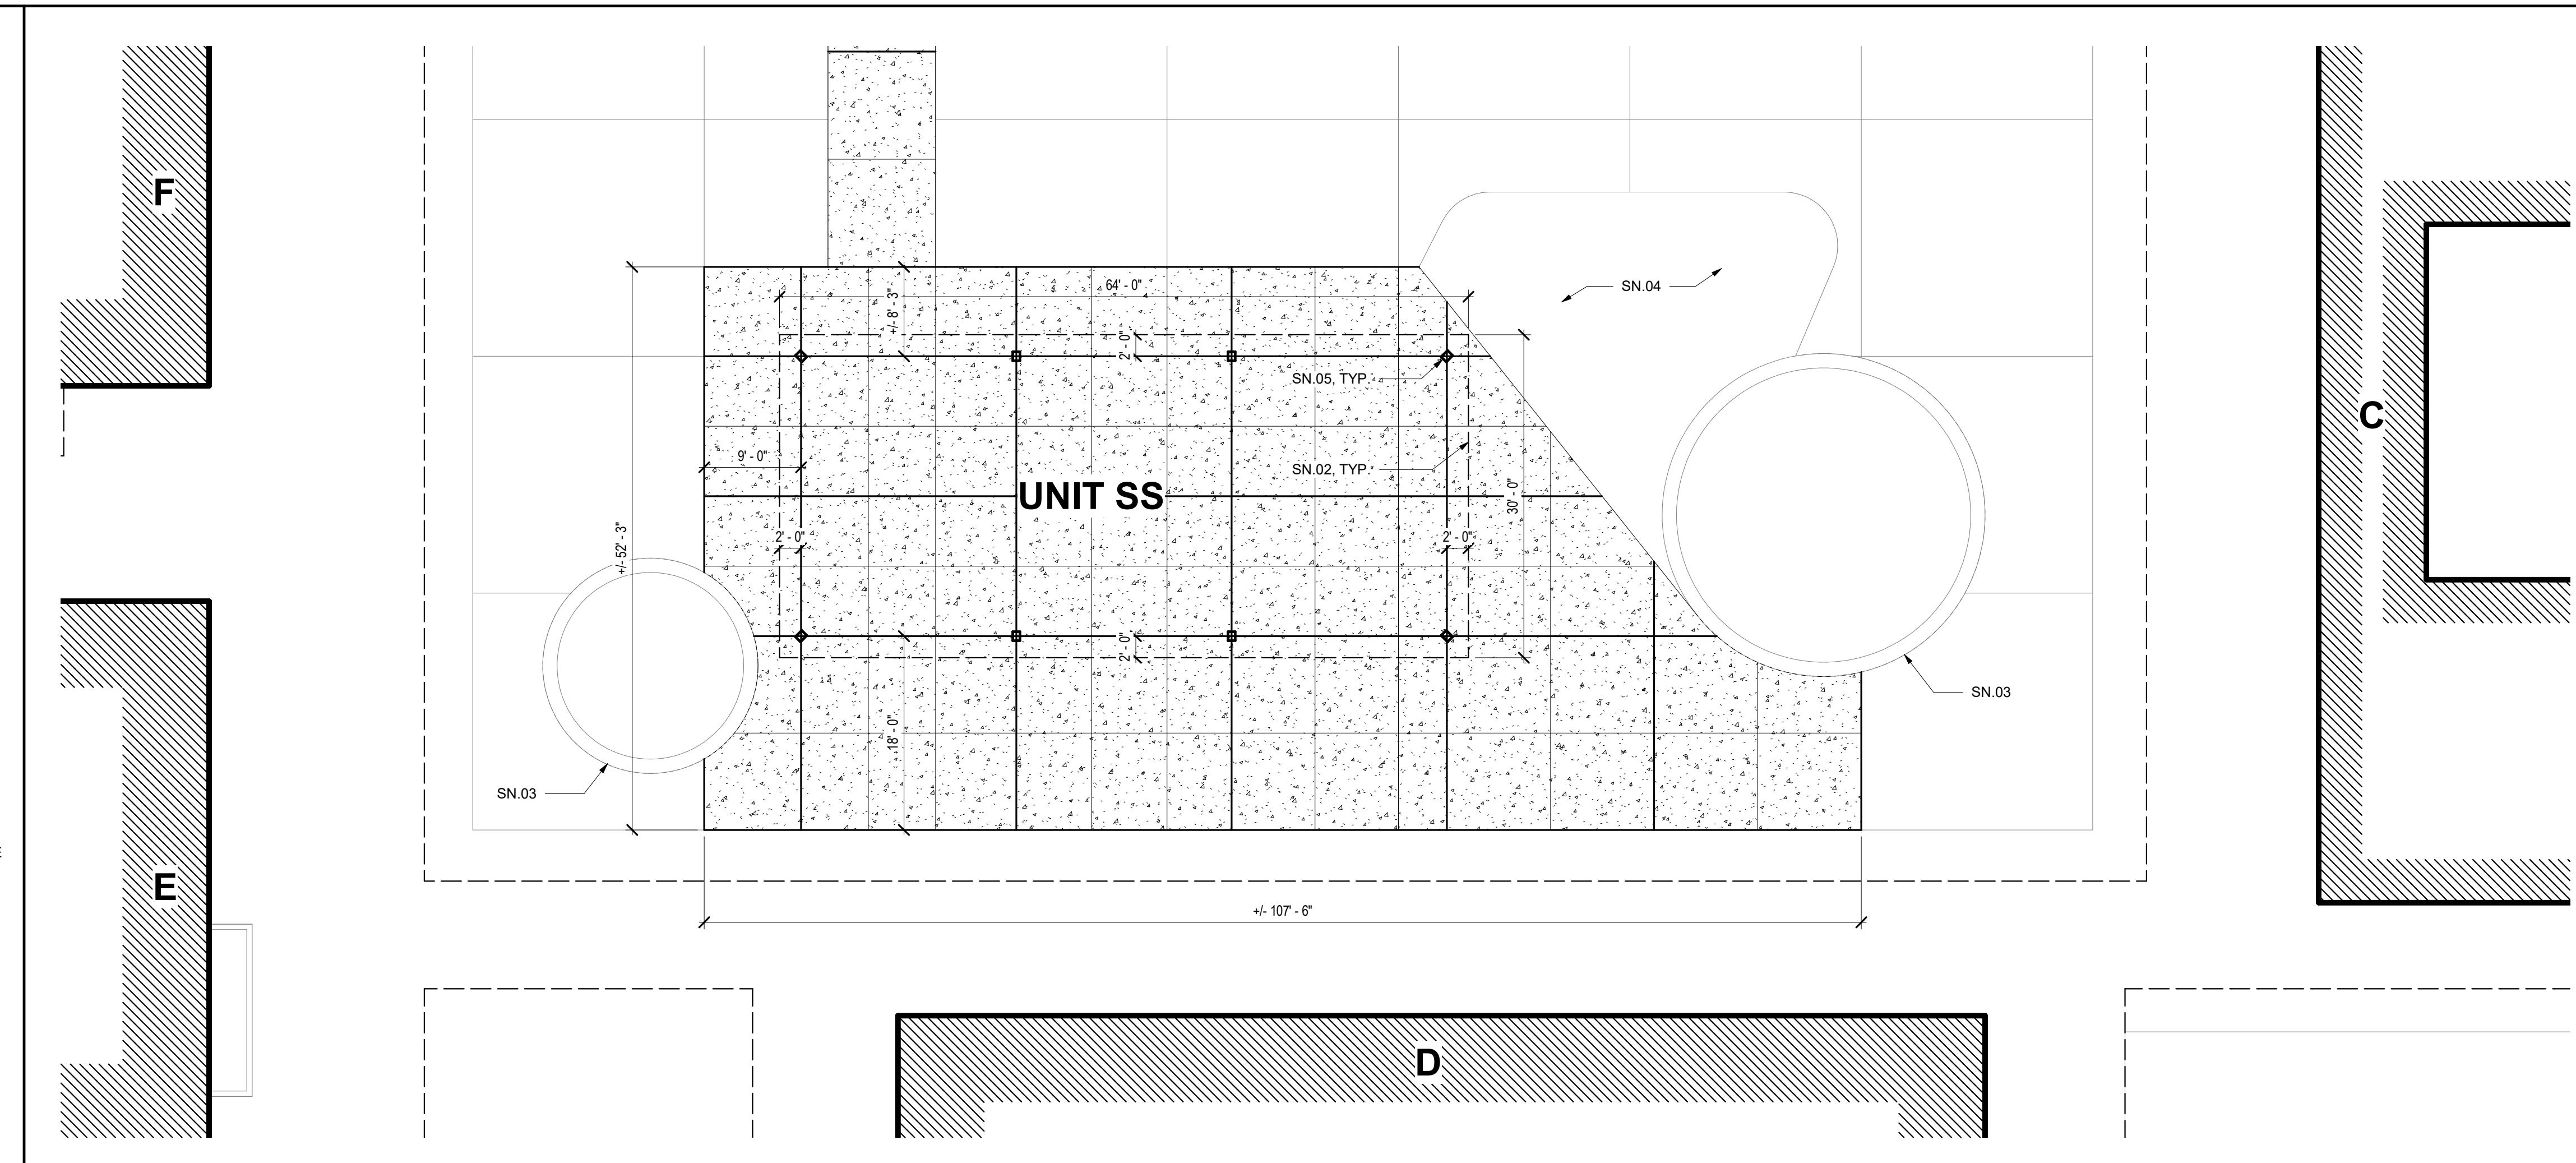 F
64' - 0"
SN.04
+/- 8' - 3"
2' - 0"
SN.05, TYP.
C
9' - 0"
SN.02, TYP.
UNIT SS
30' - 0"
+/- 52' - 3"
2' - 0"
2' - 0"
2' - 0"
SN.03
18' - 0"
SN.03
E
+/- 107' - 6"
D